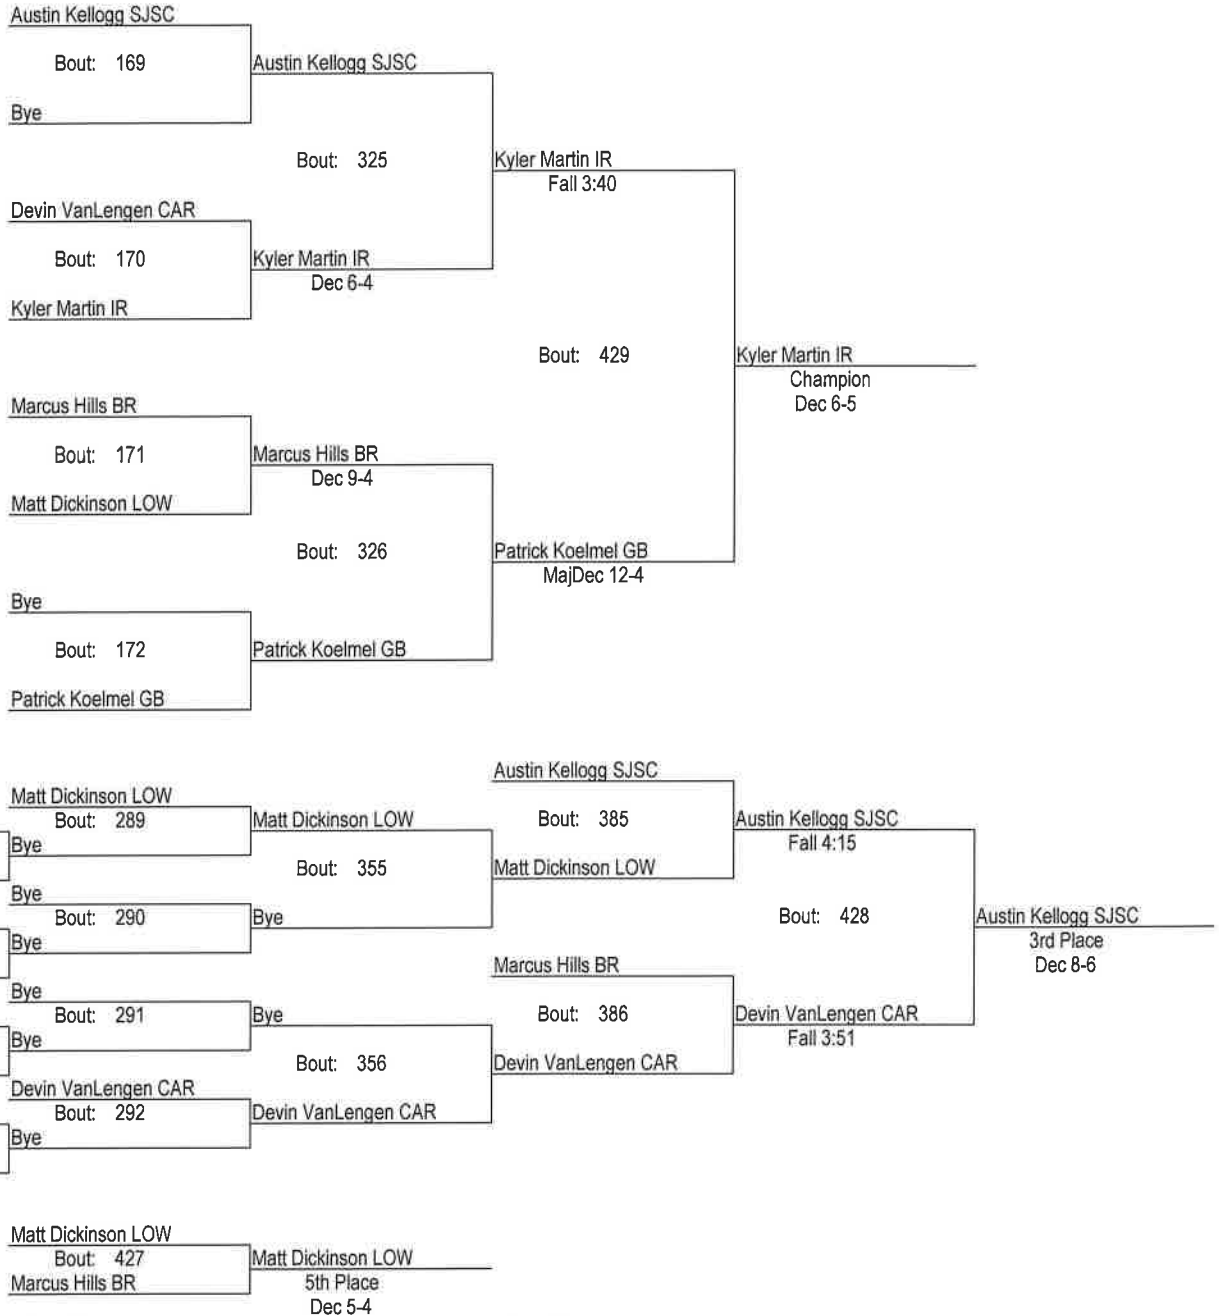 Austin Kellogg SJSC
Bout: 169
Austin Kellogg SJSC
Bye
Bout: 325
Kyler Martin IR
Fall 3:40
Devin VanLengen CAR
Bout: 170
Kyler Martin IR
Dec 6-4
Kyler Martin IR
Bout: 429
Kyler Martin IR
Champion
Dec 6-5
Marcus Hills BR
Bout: 171
Marcus Hills BR
Dec 9-4
Matt Dickinson LOW
Bout: 326
Patrick Koelmel GB
MajDec 12-4
Bye
Bout: 172
Patrick Koelmel GB
Patrick Koelmel GB
Austin Kellogg SJSC
Matt Dickinson LOW
Bout: 289
Matt Dickinson LOW
Bout: 385
Austin Kellogg SJSC
Fall 4:15
Bye
Bout: 355
Matt Dickinson LOW
Bye
Bout: 290
Bye
Bout: 428
Austin Kellogg SJSC
3rd Place
Dec 8-6
Bye
Marcus Hills BR
Bye
Bout: 291
Bye
Bout: 386
Devin VanLengen CAR
Fall 3:51
Bye
Bout: 356
Devin VanLengen CAR
Devin VanLengen CAR
Bout: 292
Devin VanLengen CAR
Bye
Matt Dickinson LOW
Bout: 427
Matt Dickinson LOW
Marcus Hills BR
5th Place
Dec 5-4